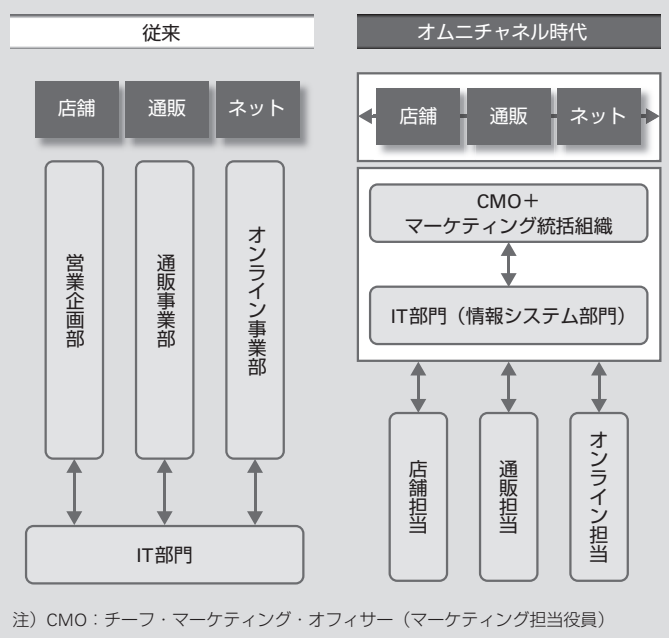 従来
店舗
通販
ネット
営業企画部
通販事業部
オンライン事業部
IT部門
オムニチャネル時代
店舗
通販
ネット
CMO＋
マーケティング統括組織
IT部門（情報システム部門）
店舗担当
通販担当
オンライン担当
注）CMO：チーフ・マーケティング・オフィサー（マーケティング担当役員）